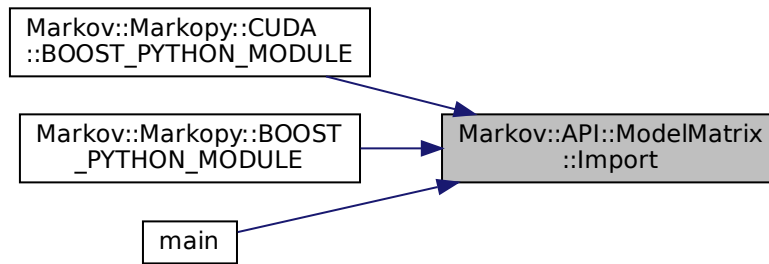 Markov::Markopy::CUDA
::BOOST_PYTHON_MODULE
Markov::Markopy::BOOST
_PYTHON_MODULE
Markov::API::ModelMatrix
::Import
main